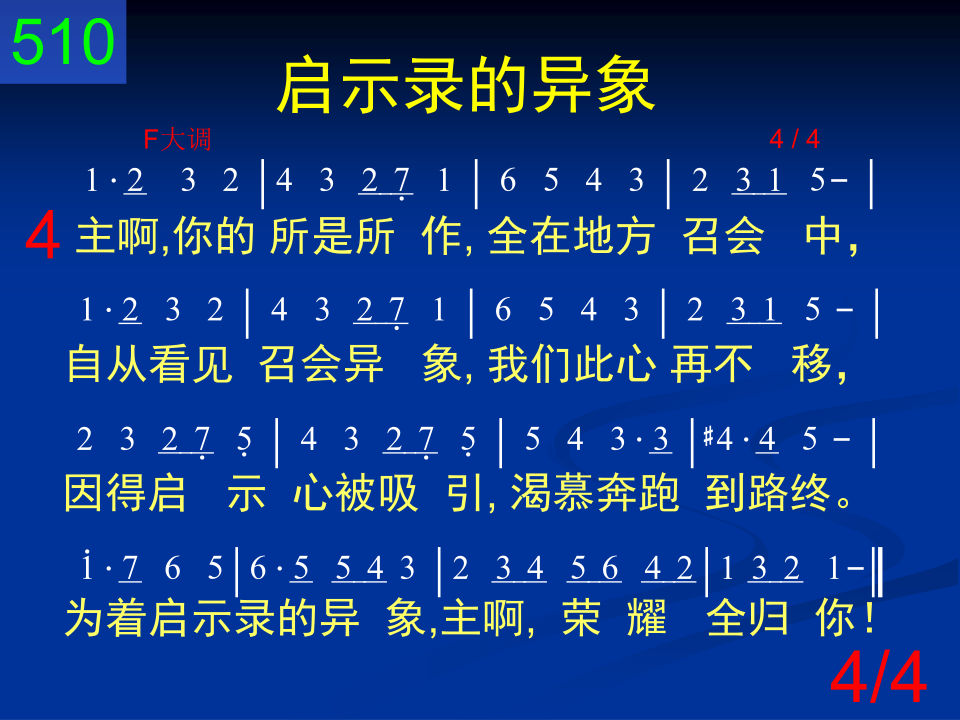 510
启示录的异象
F大调 4 / 4
1· 2 3 2 | 4 3 2 7̣ 1 | 6 5 4 3 | 2 3 1 5 - |
4 主啊,你的 所是所 作, 全在地方 召会 中，
1· 2 3 2 | 4 3 2 7̣ 1 | 6 5 4 3 | 2 3 1 5 - |
自从看见 召会异 象, 我们此心 再不 移，
2 3 2 7̣ 5̣ | 4 3 2 7̣ 5̣ | 5 4 3· 3 | ♯4· 4 5 - |
因得启 示 心被吸 引, 渴慕奔跑 到路终。
1̇· 7 6 5 | 6· 5 5 4 3 | 2 3 4 5 6 4 2 | 1 3 2 1 - ‖
为着启示录的异 象,主啊, 荣 耀 全归 你！
4/4